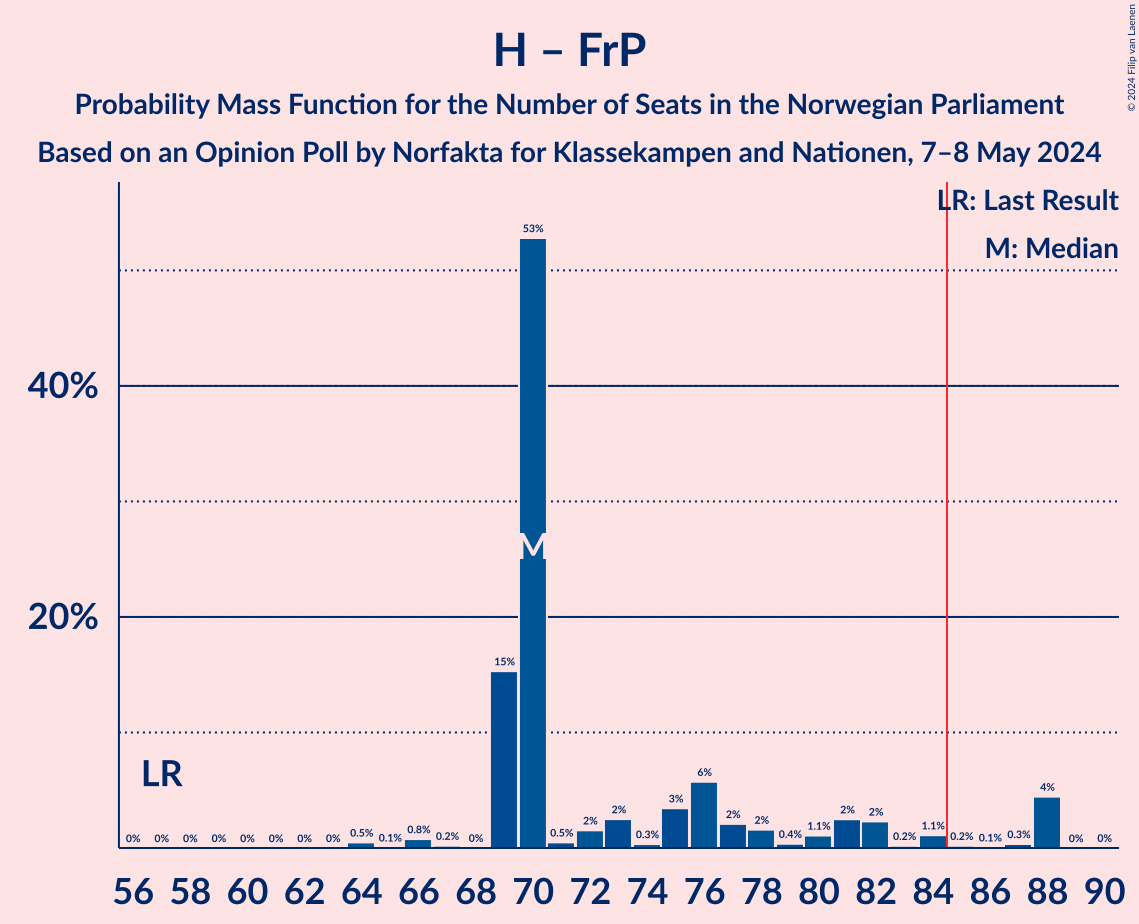 H – FrP
Probability Mass Function for the Number of Seats in the Norwegian Parliament
Based on an Opinion Poll by Norfakta for Klassekampen and Nationen, 7–8 May 2024
© 2024 Filip van Laenen
LR: Last Result
M: Median
40%
20%
LR
M
0% 0% 0% 0% 0% 0% 0% 0% 0.5% 0.1% 0.8% 0.2% 0% 15% 53% 0.5% 2% 2% 0.3% 3% 6% 2% 2% 0.4% 1.1% 2% 2% 0.2% 1.1% 0.2% 0.1% 0.3% 4% 0% 0%
56 58 60 62 64 66 68 70 72 74 76 78 80 82 84 86 88 90